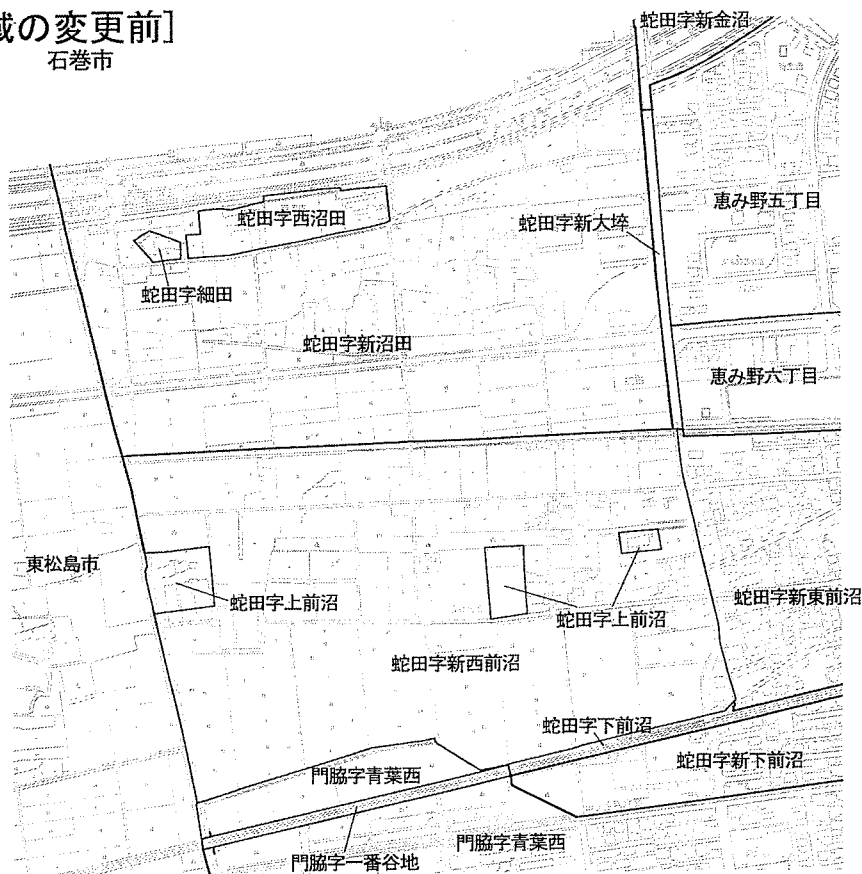 域の変更前]
石巻市
蛇田字新金沼
恵み野五丁目
蛇田字西沼田
蛇田字新大埣
蛇田字細田
蛇田字新沼田
恵み野六丁目
東松島市
蛇田字上前沼
蛇田字上前沼
蛇田字新東前沼
蛇田字新西前沼
蛇田字下前沼
門脇字青葉西
蛇田字新下前沼
門脇字一番谷地
門脇字青葉西